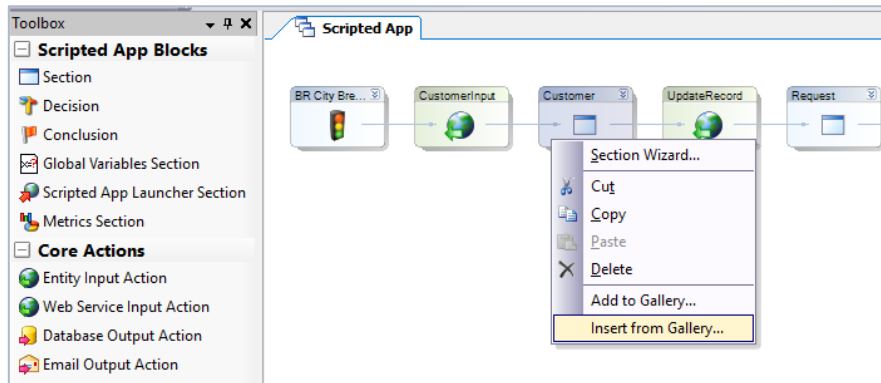 Toolbox
Scripted App Blocks
Section
Decision
Conclusion
Global Variables Section
Scripted App Launcher Section
Metrics Section
Core Actions
Entity Input Action
Web Service Input Action
Database Output Action
Email Output Action
Scripted App
BR City Bre...
CustomerInput
Customer
UpdateRecord
Request
Section Wizard...
Cut
Copy
Paste
Delete
Add to Gallery...
Insert from Gallery...